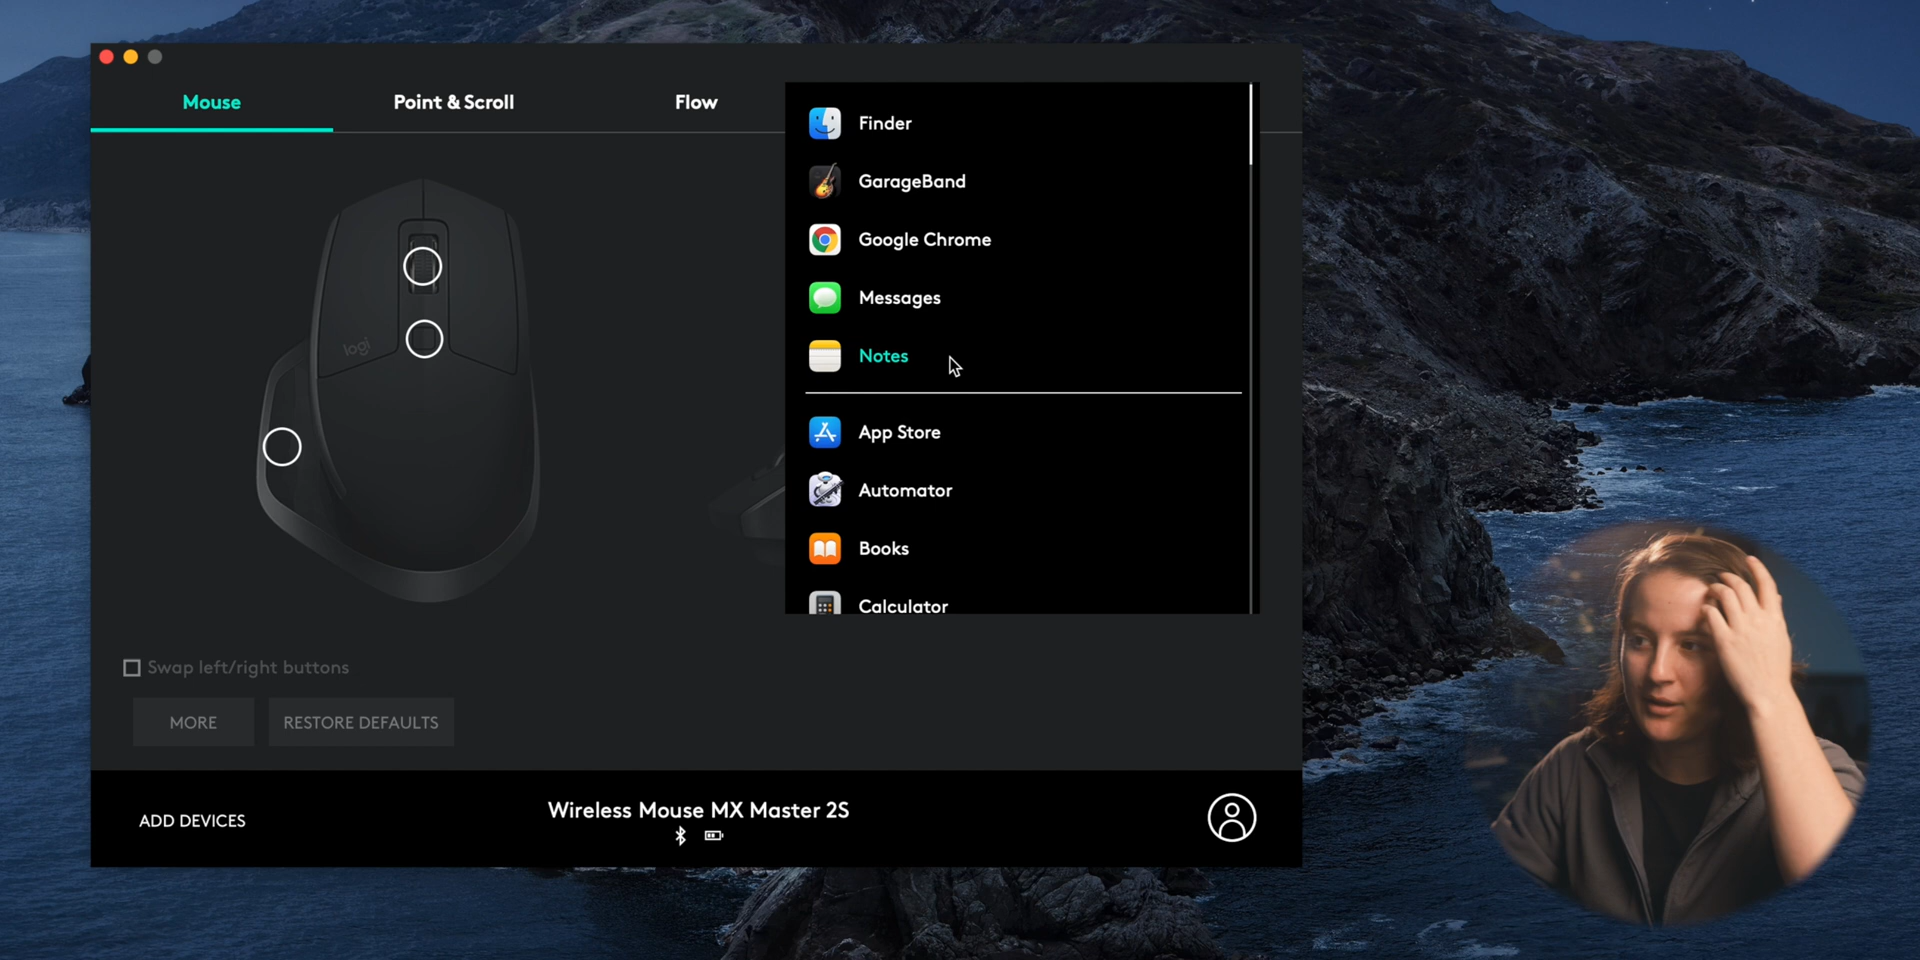 Mouse
Point & Scroll
Flow
Finder
GarageBand
Google Chrome
Messages
Notes
App Store
Automator
Books
Calculator
logi
Swap left/right buttons
MORE
RESTORE DEFAULTS
ADD DEVICES
Wireless Mouse MX Master 2S